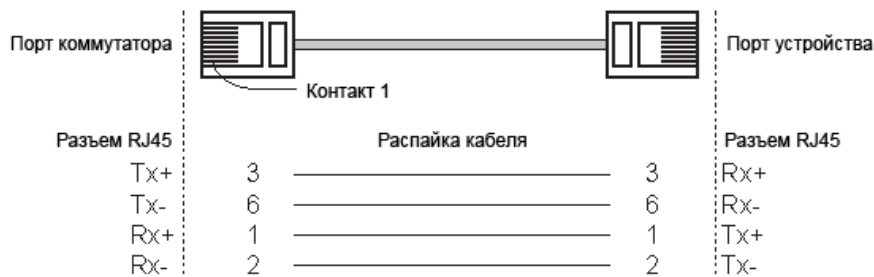 Порт коммутатора Порт устройства
Контакт 1
Разъем RJ45 Распайка кабеля Разъем RJ45
Tx+ 3 3 Rx+
Tx- 6 6 Rx-
Rx+ 1 1 Tx+
Rx- 2 2 Tx-